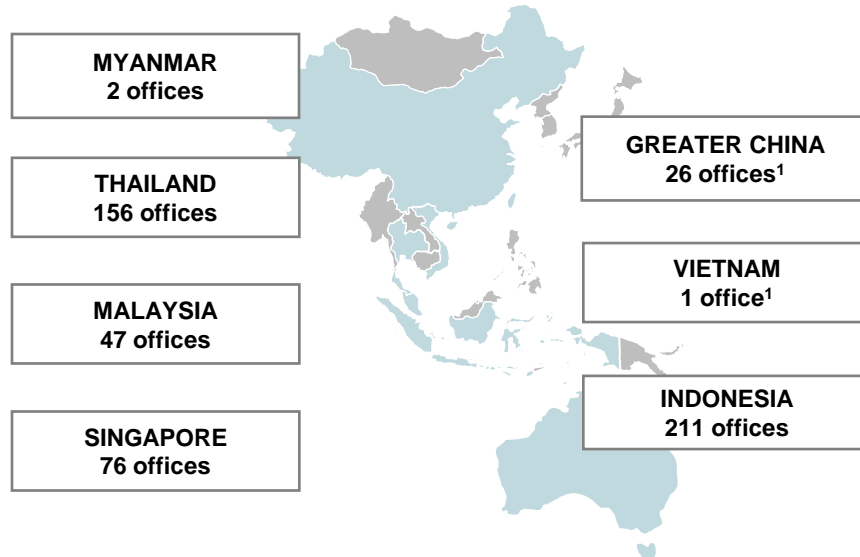 MYANMAR
2 offices
THAILAND
156 offices
MALAYSIA
47 offices
SINGAPORE
76 offices
GREATER CHINA
26 offices¹
VIETNAM
1 office¹
INDONESIA
211 offices